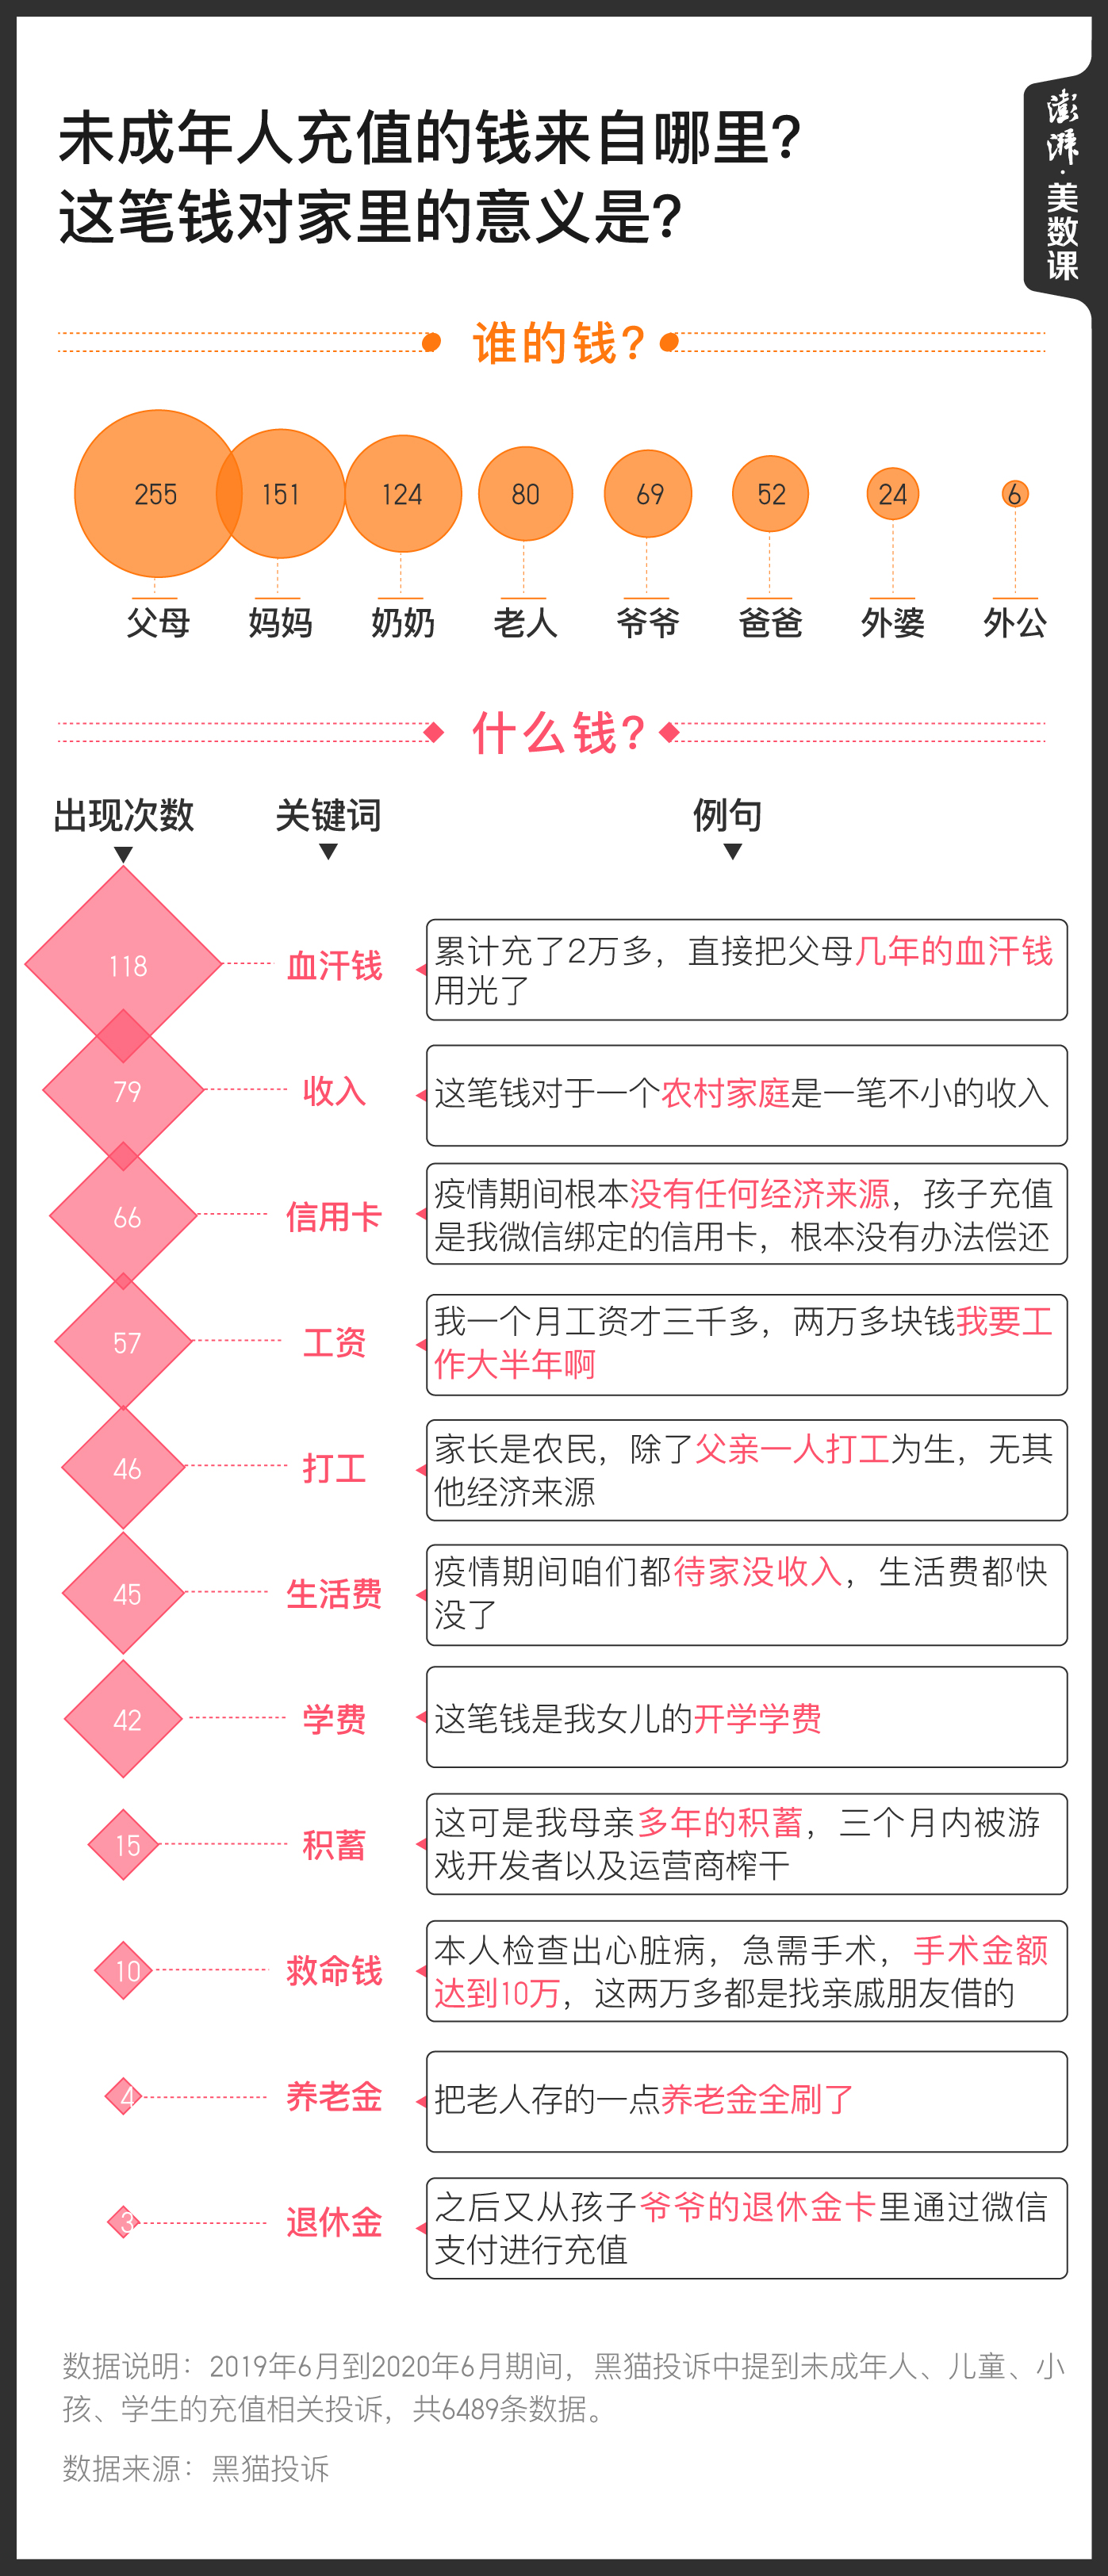 未成年人充值的钱来自哪里?
这笔钱对家里的意义是?
澎湃·美数课
谁的钱?
255 151 124 80 69 52 24 6
父母 妈妈 奶奶 老人 爷爷 爸爸 外婆 外公
什么钱?
出现次数 关键词 例句
118 血汗钱
累计充了2万多，直接把父母几年的血汗钱
用光了
79 收入
这笔钱对于一个农村家庭是一笔不小的收入
66 信用卡
疫情期间根本没有任何经济来源，孩子充值
是我微信绑定的信用卡，根本没有办法偿还
57 工资
我一个月工资才三千多，两万多块钱我要工
作大半年啊
46 打工
家长是农民，除了父亲一人打工为生，无其
他经济来源
45 生活费
疫情期间咱们都待家没收入，生活费都快
没了
42 学费
这笔钱是我女儿的开学学费
15 积蓄
这可是我母亲多年的积蓄，三个月内被游
戏开发者以及运营商榨干
10 救命钱
本人检查出心脏病，急需手术，手术金额
达到10万，这两万多都是找亲戚朋友借的
4 养老金
把老人存的一点养老金全刷了
3 退休金
之后又从孩子爷爷的退休金卡里通过微信
支付进行充值
数据说明：2019年6月到2020年6月期间，黑猫投诉中提到未成年人、儿童、小
孩、学生的充值相关投诉，共6489条数据。
数据来源：黑猫投诉